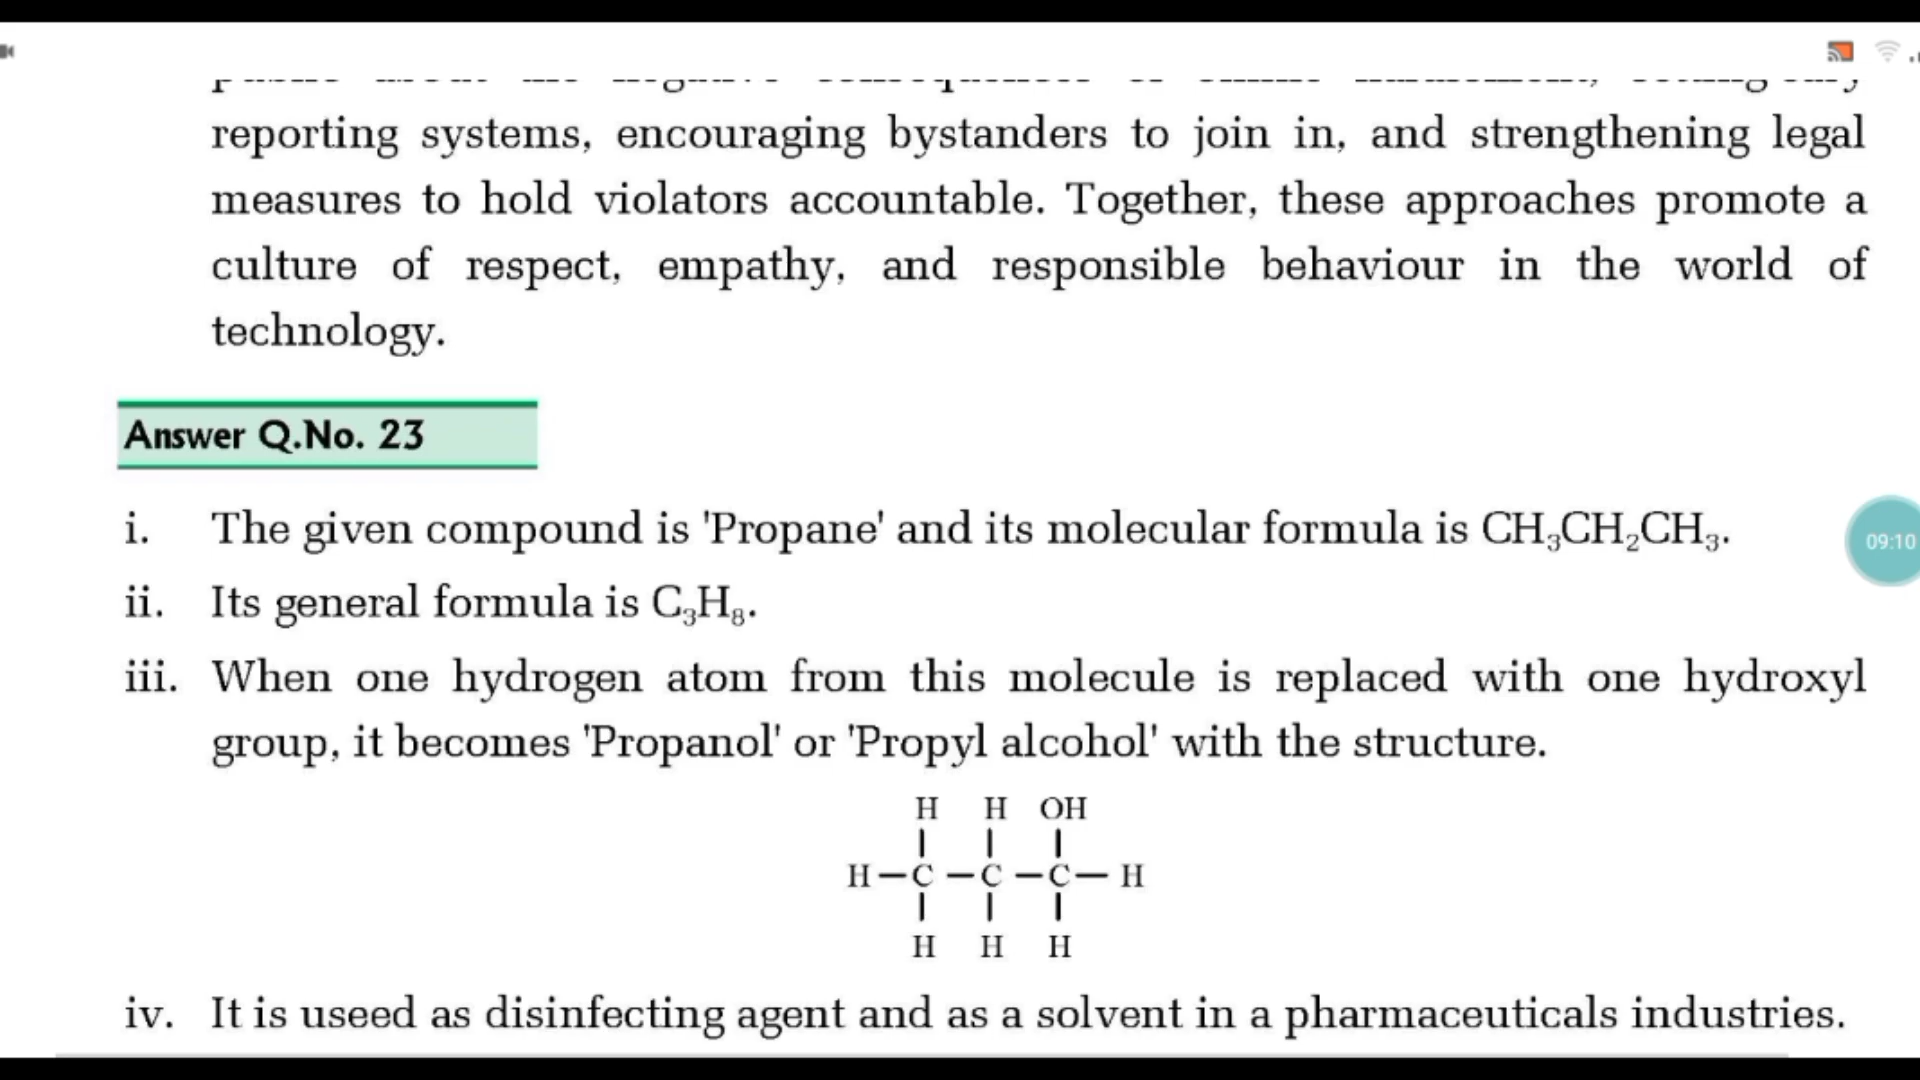 reporting systems, encouraging bystanders to join in, and strengthening legal
measures to hold violators accountable. Together, these approaches promote a
culture of respect, empathy, and responsible behaviour in the world of
technology.
Answer Q.No. 23
i. The given compound is 'Propane' and its molecular formula is CH₃CH₂CH₃.
09:10
ii. Its general formula is C₃H₈.
iii. When one hydrogen atom from this molecule is replaced with one hydroxyl
group, it becomes 'Propanol' or 'Propyl alcohol' with the structure.
H H OH
H—C—C—C—H
H H H
iv. It is useed as disinfecting agent and as a solvent in a pharmaceuticals industries.